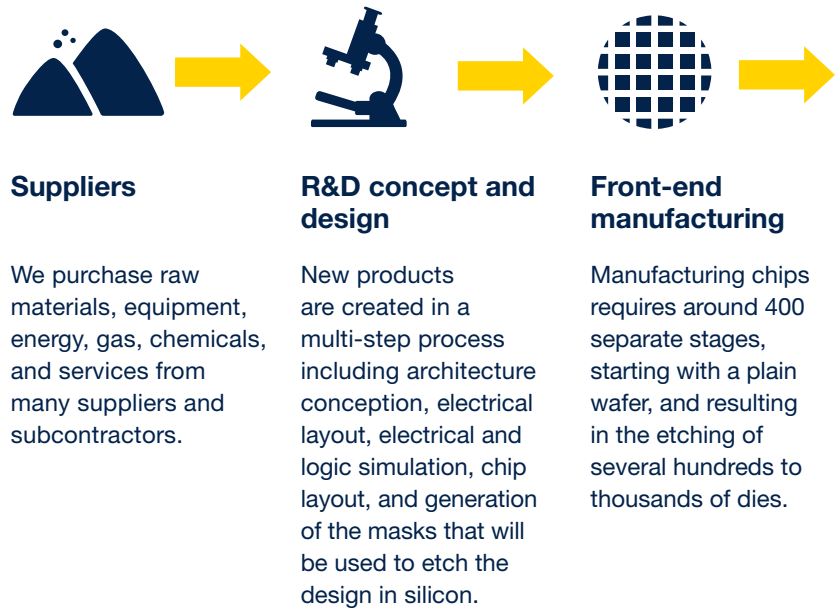 Suppliers
We purchase raw
materials, equipment,
energy, gas, chemicals,
and services from
many suppliers and
subcontractors.
R&D concept and
design
New products
are created in a
multi-step process
including architecture
conception, electrical
layout, electrical and
logic simulation, chip
layout, and generation
of the masks that will
be used to etch the
design in silicon.
Front-end
manufacturing
Manufacturing chips
requires around 400
separate stages,
starting with a plain
wafer, and resulting
in the etching of
several hundreds to
thousands of dies.